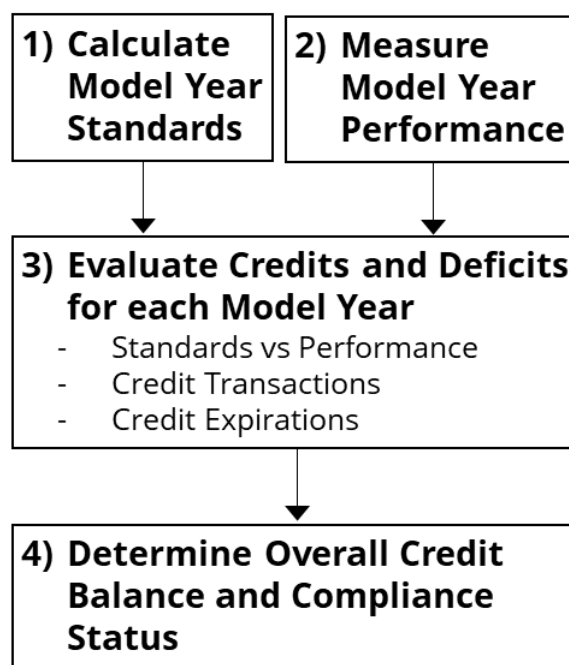 1) Calculate
Model Year
Standards
2) Measure
Model Year
Performance
3) Evaluate Credits and Deficits
for each Model Year
- Standards vs Performance
- Credit Transactions
- Credit Expirations
4) Determine Overall Credit
Balance and Compliance
Status